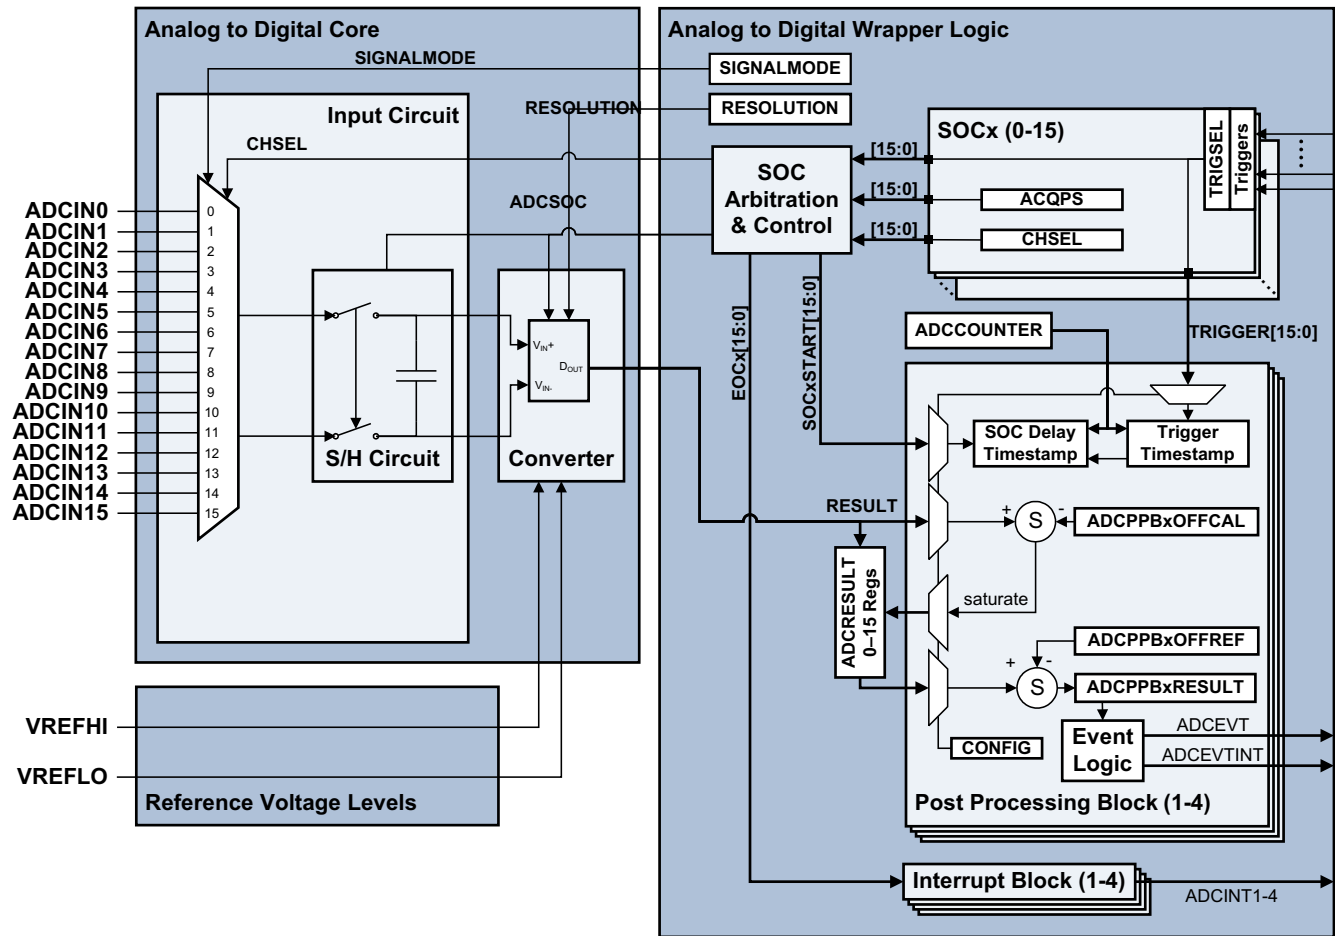 Analog to Digital Core
SIGNALMODE
RESOLUTION
Input Circuit
CHSEL
ADCSOC
ADCIN0
ADCIN1
ADCIN2
ADCIN3
ADCIN4
ADCIN5
ADCIN6
ADCIN7
ADCIN8
ADCIN9
ADCIN10
ADCIN11
ADCIN12
ADCIN13
ADCIN14
ADCIN15
0
1
2
3
4
5
6
7
8
9
10
11
12
13
14
15
S/H Circuit
VIN+
VIN-
DOUT
Converter
VREFHI
VREFLO
Reference Voltage Levels
Analog to Digital Wrapper Logic
SIGNALMODE
RESOLUTION
SOC
Arbitration
& Control
[15:0]
[15:0]
[15:0]
SOCx (0-15)
ACQPS
CHSEL
TRIGSEL
Triggers
EOCx[15:0]
SOCxSTART[15:0]
ADCCOUNTER
TRIGGER[15:0]
SOC Delay
Timestamp
Trigger
Timestamp
RESULT
+
S
-
ADCPPBxOFFCAL
ADCRESULT
0–15 Regs
saturate
ADCPPBxOFFREF
+
-
S
ADCPPBxRESULT
CONFIG
Event
Logic
ADCEVT
ADCEVTINT
Post Processing Block (1-4)
Interrupt Block (1-4)
ADCINT1-4